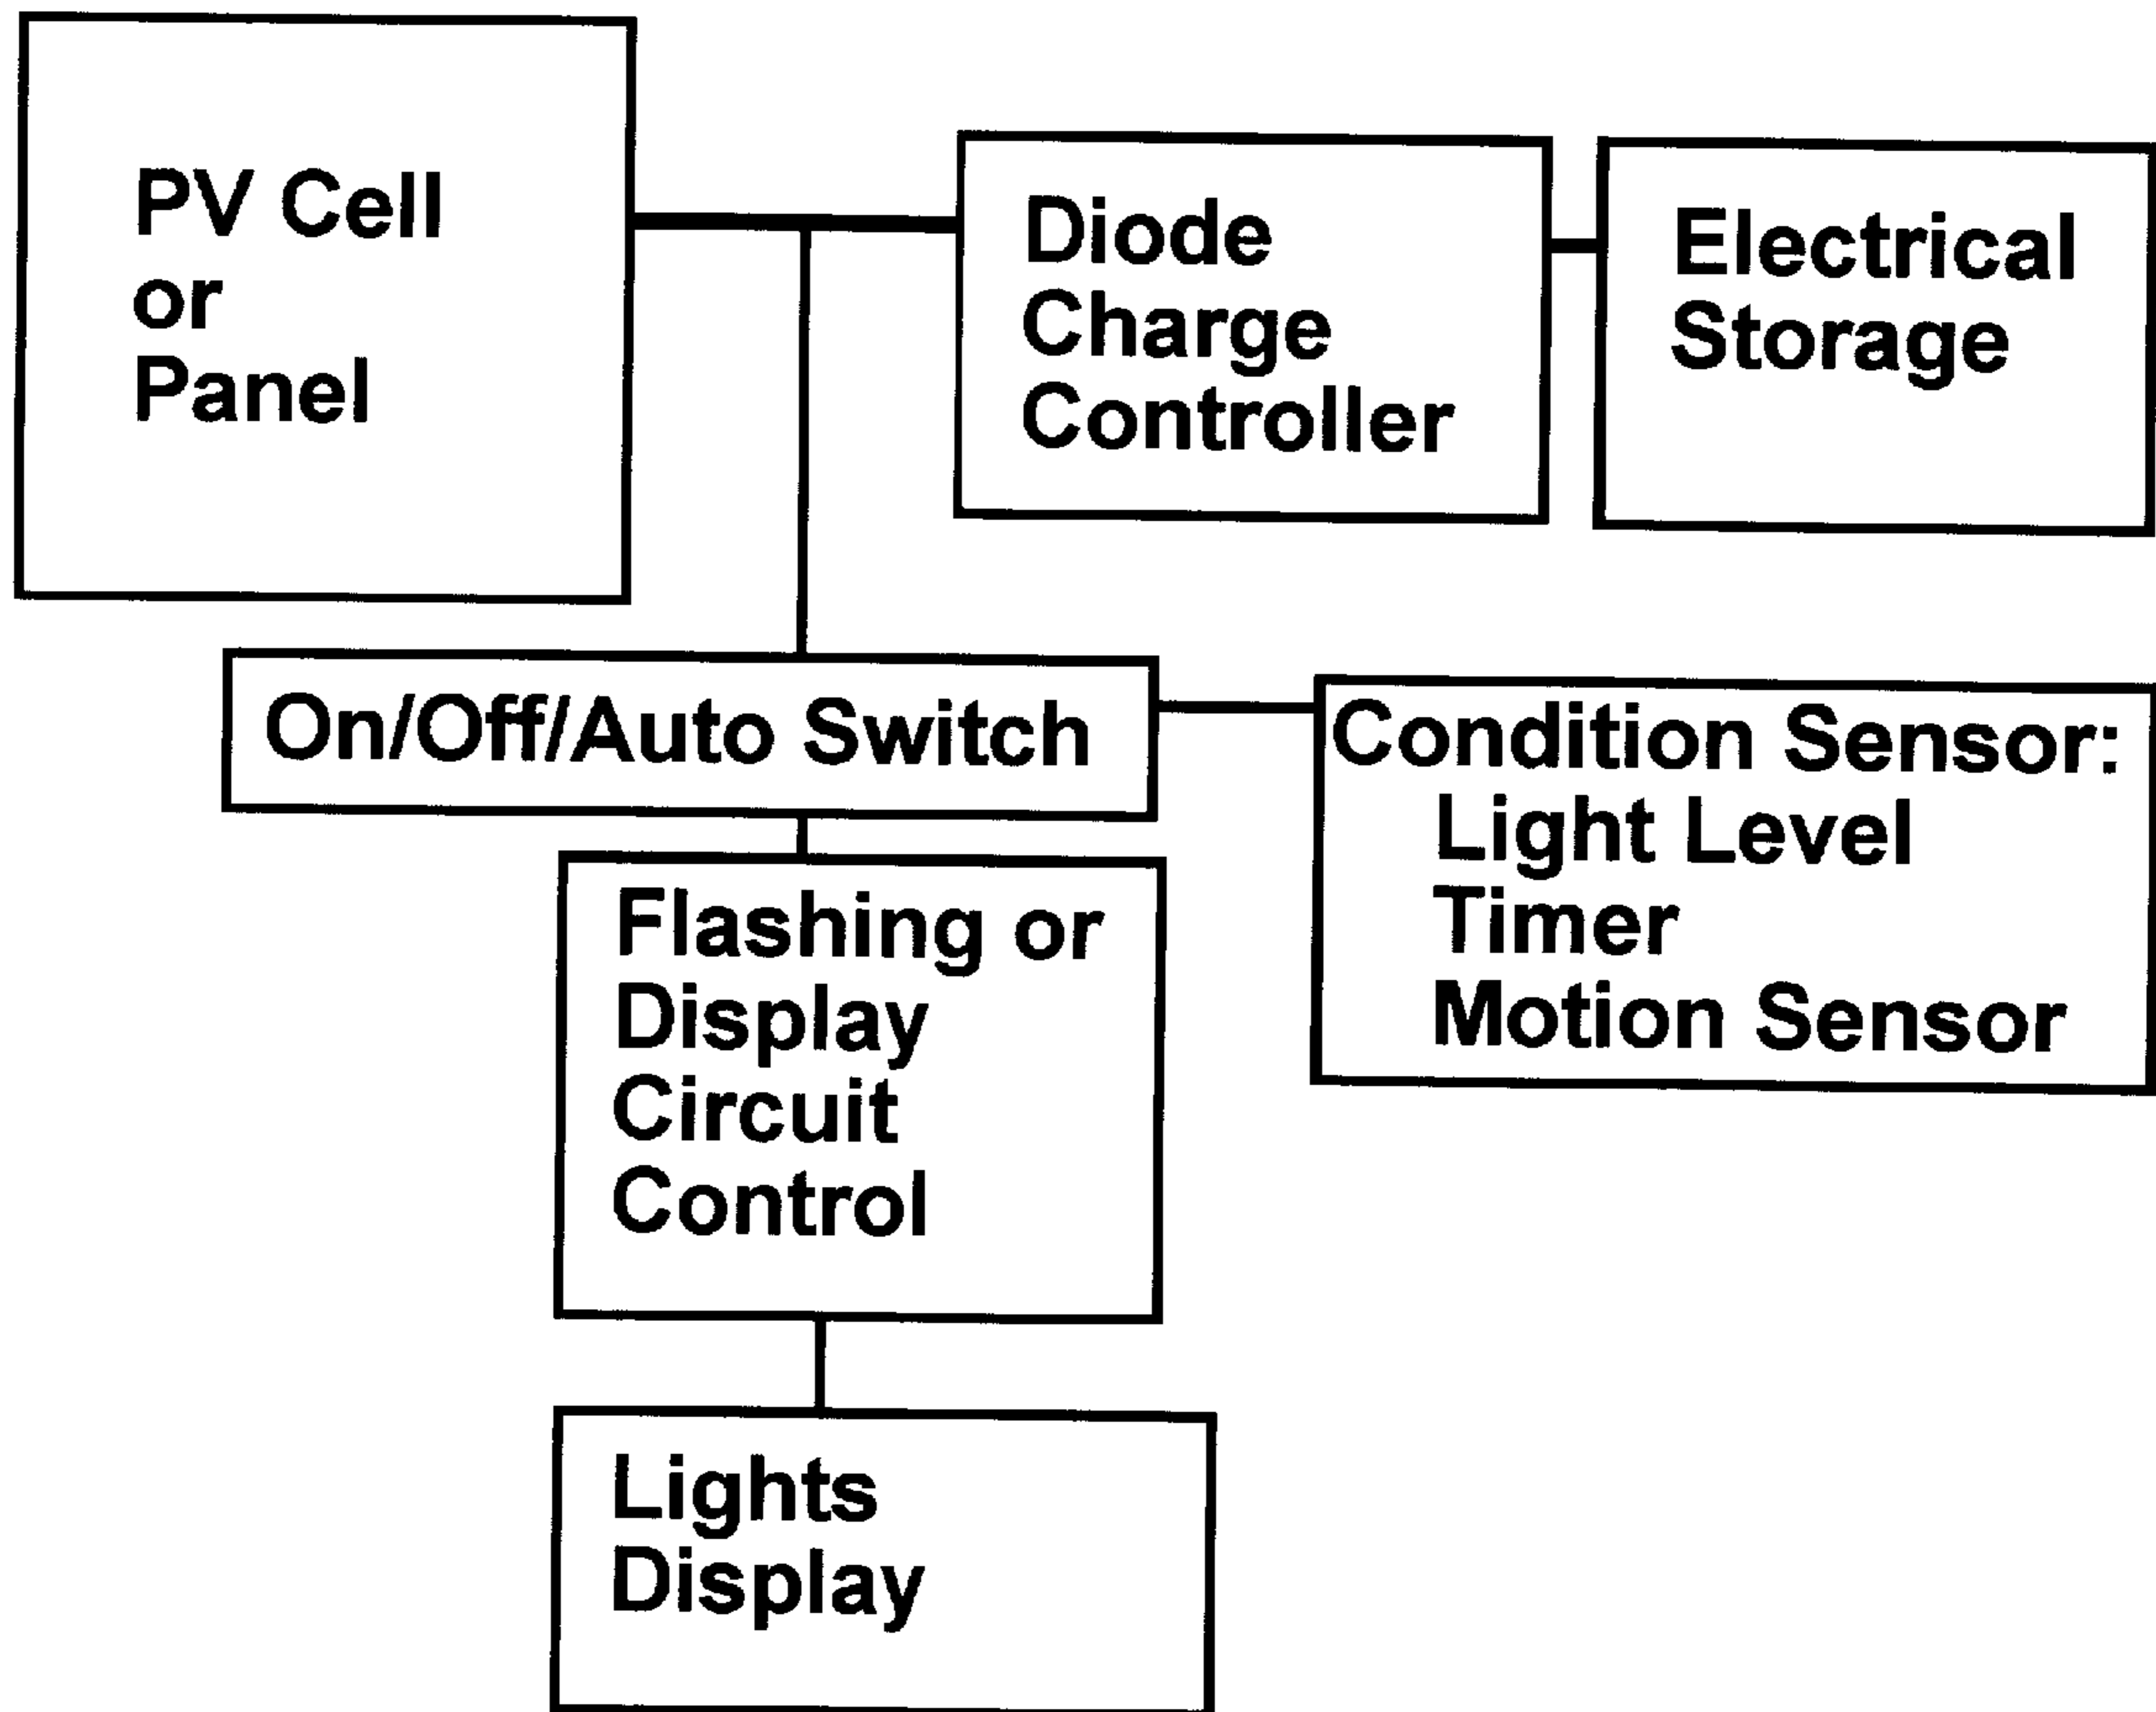 PV Cell
or
Panel
Diode
Charge
Controller
Electrical
Storage
On/Off/Auto Switch
Condition Sensor:
Light Level
Timer
Motion Sensor
Flashing or
Display
Circuit
Control
Lights
Display